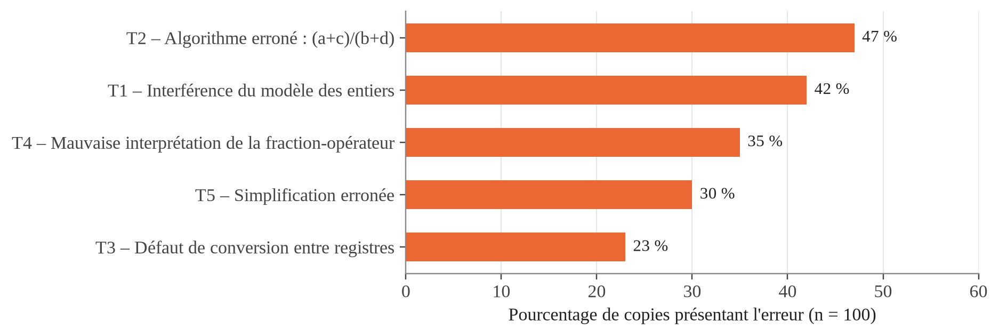 T2 – Algorithme erroné : (a+c)/(b+d) 47 %
T1 – Interférence du modèle des entiers 42 %
T4 – Mauvaise interprétation de la fraction-opérateur 35 %
T5 – Simplification erronée 30 %
T3 – Défaut de conversion entre registres 23 %
0 10 20 30 40 50 60
Pourcentage de copies présentant l'erreur (n = 100)